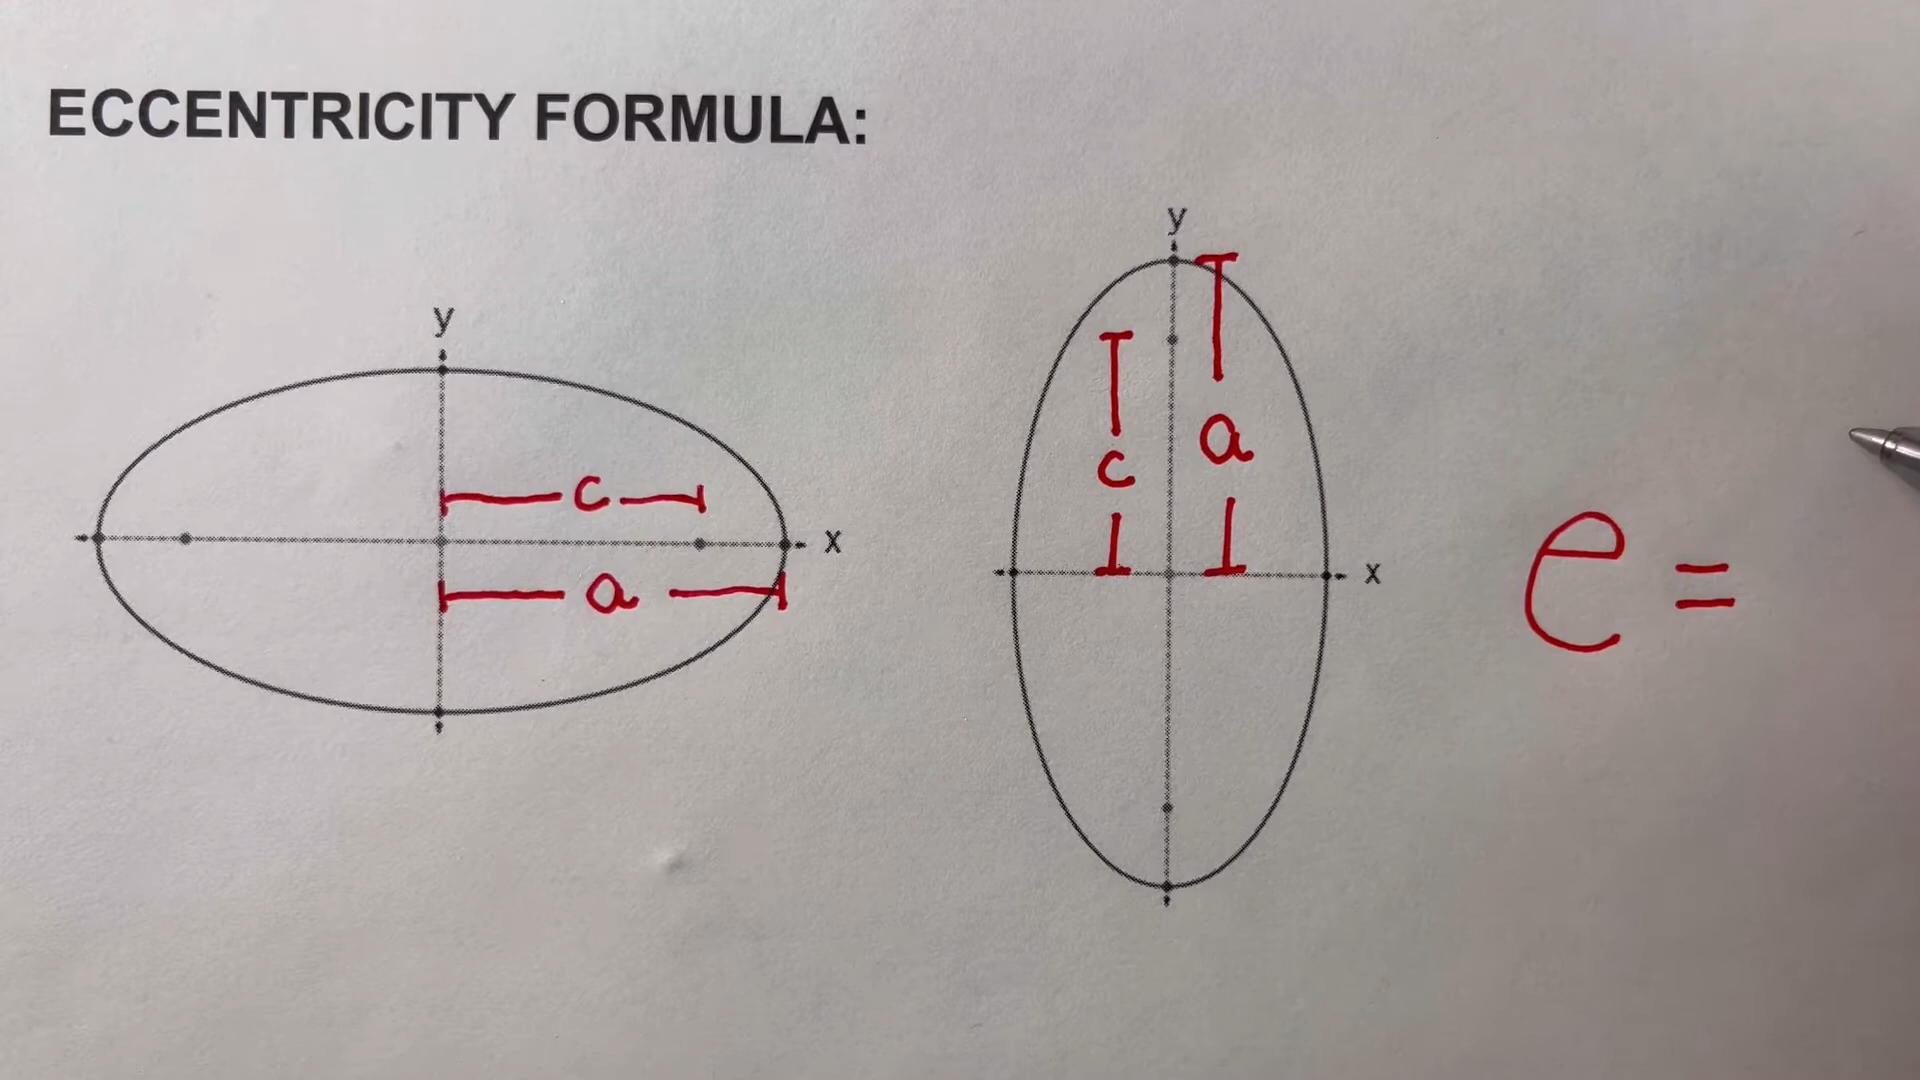 ECCENTRICITY FORMULA:
y
c
a
x
y
c
a
x
e =